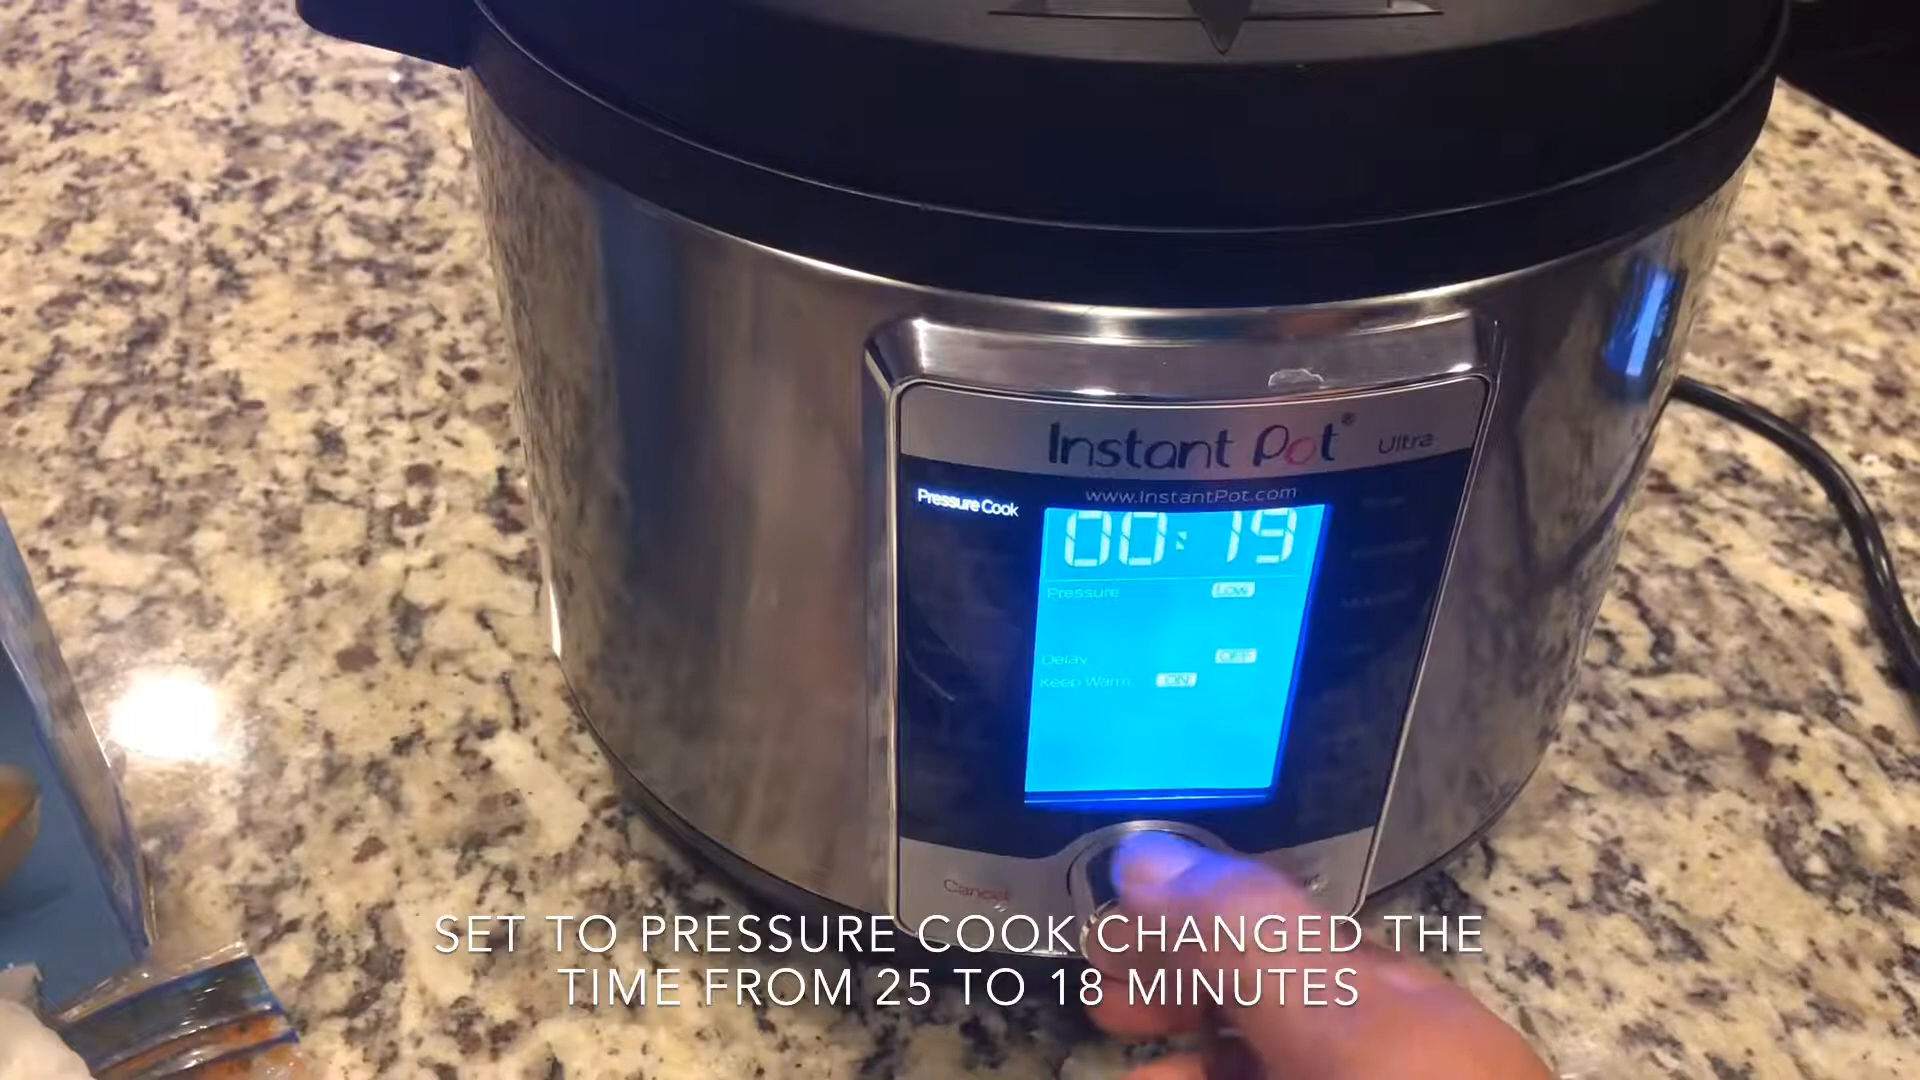 Instant Pot® Ultra
www.InstantPot.com
Pressure Cook
00:19
Pressure LOW
Delay OFF
Keep Warm ON
Cancel
SET TO PRESSURE COOK CHANGED THE
TIME FROM 25 TO 18 MINUTES